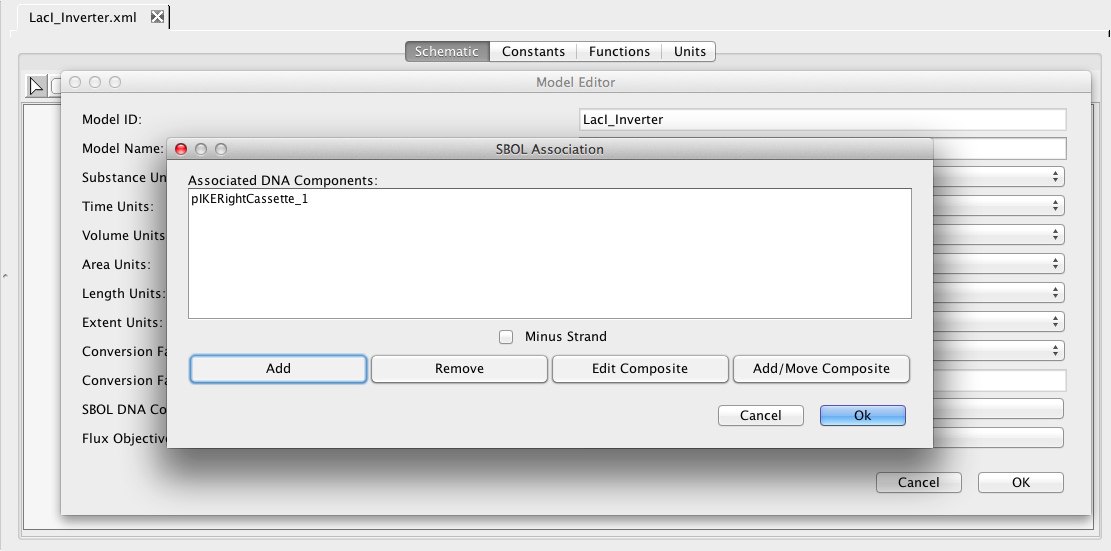 LacI_Inverter.xml
Schematic Constants Functions Units
Model Editor
Model ID: LacI_Inverter
Model Name:
SBOL Association
Substance Un
Associated DNA Components:
pIKERightCassette_1
Time Units:
Volume Units
Area Units:
Length Units:
Extent Units:
Minus Strand
Conversion Fa
Add Remove Edit Composite Add/Move Composite
Conversion Fa
SBOL DNA Co
Cancel Ok
Flux Objective
Cancel OK